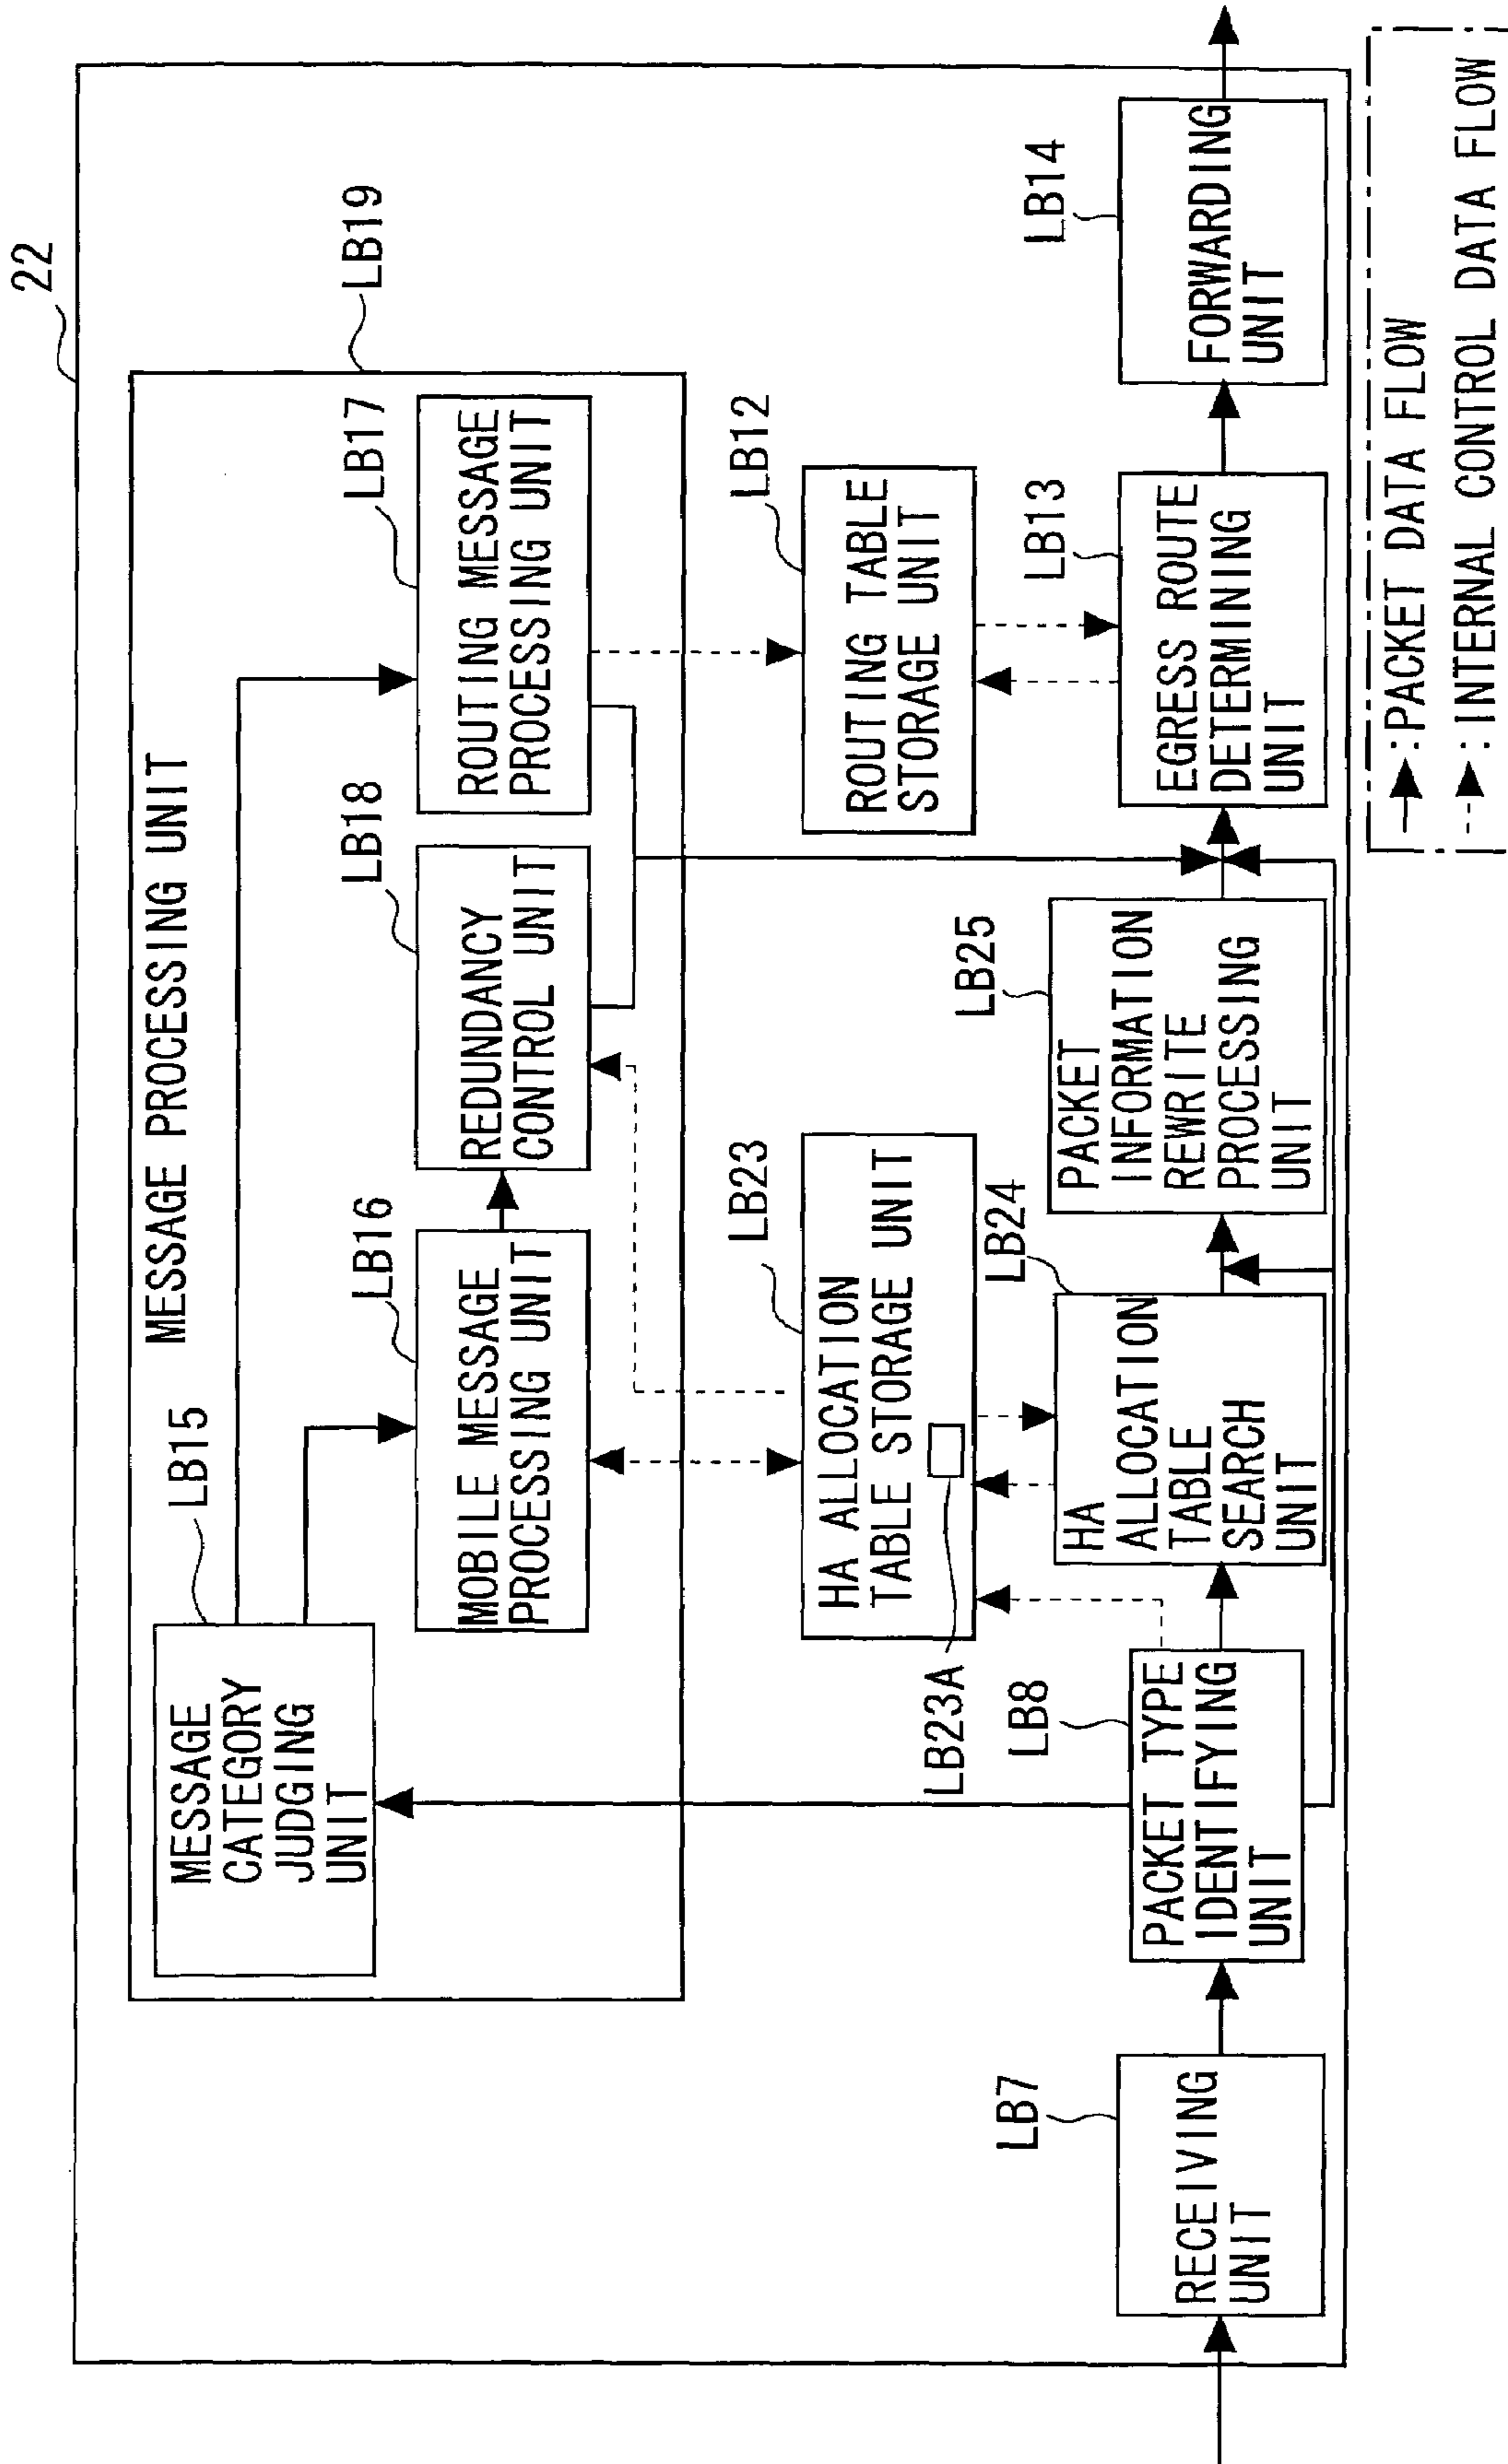 22
LB19
MESSAGE PROCESSING UNIT
LB15
MESSAGE
CATEGORY
JUDGING
UNIT
LB16
MOBILE MESSAGE
PROCESSING UNIT
LB18
REDUNDANCY
CONTROL UNIT
LB17
ROUTING MESSAGE
PROCESSING UNIT
LB23
HA ALLOCATION
TABLE STORAGE UNIT
LB23A
LB12
ROUTING TABLE
STORAGE UNIT
LB7
RECEIVING
UNIT
LB8
PACKET TYPE
IDENTIFYING
UNIT
LB24
HA
ALLOCATION
TABLE
SEARCH
UNIT
LB25
PACKET
INFORMATION
REWRITE
PROCESSING
UNIT
LB13
EGRESS ROUTE
DETERMINING
UNIT
LB14
FORWARDING
UNIT
:PACKET DATA FLOW
:INTERNAL CONTROL DATA FLOW